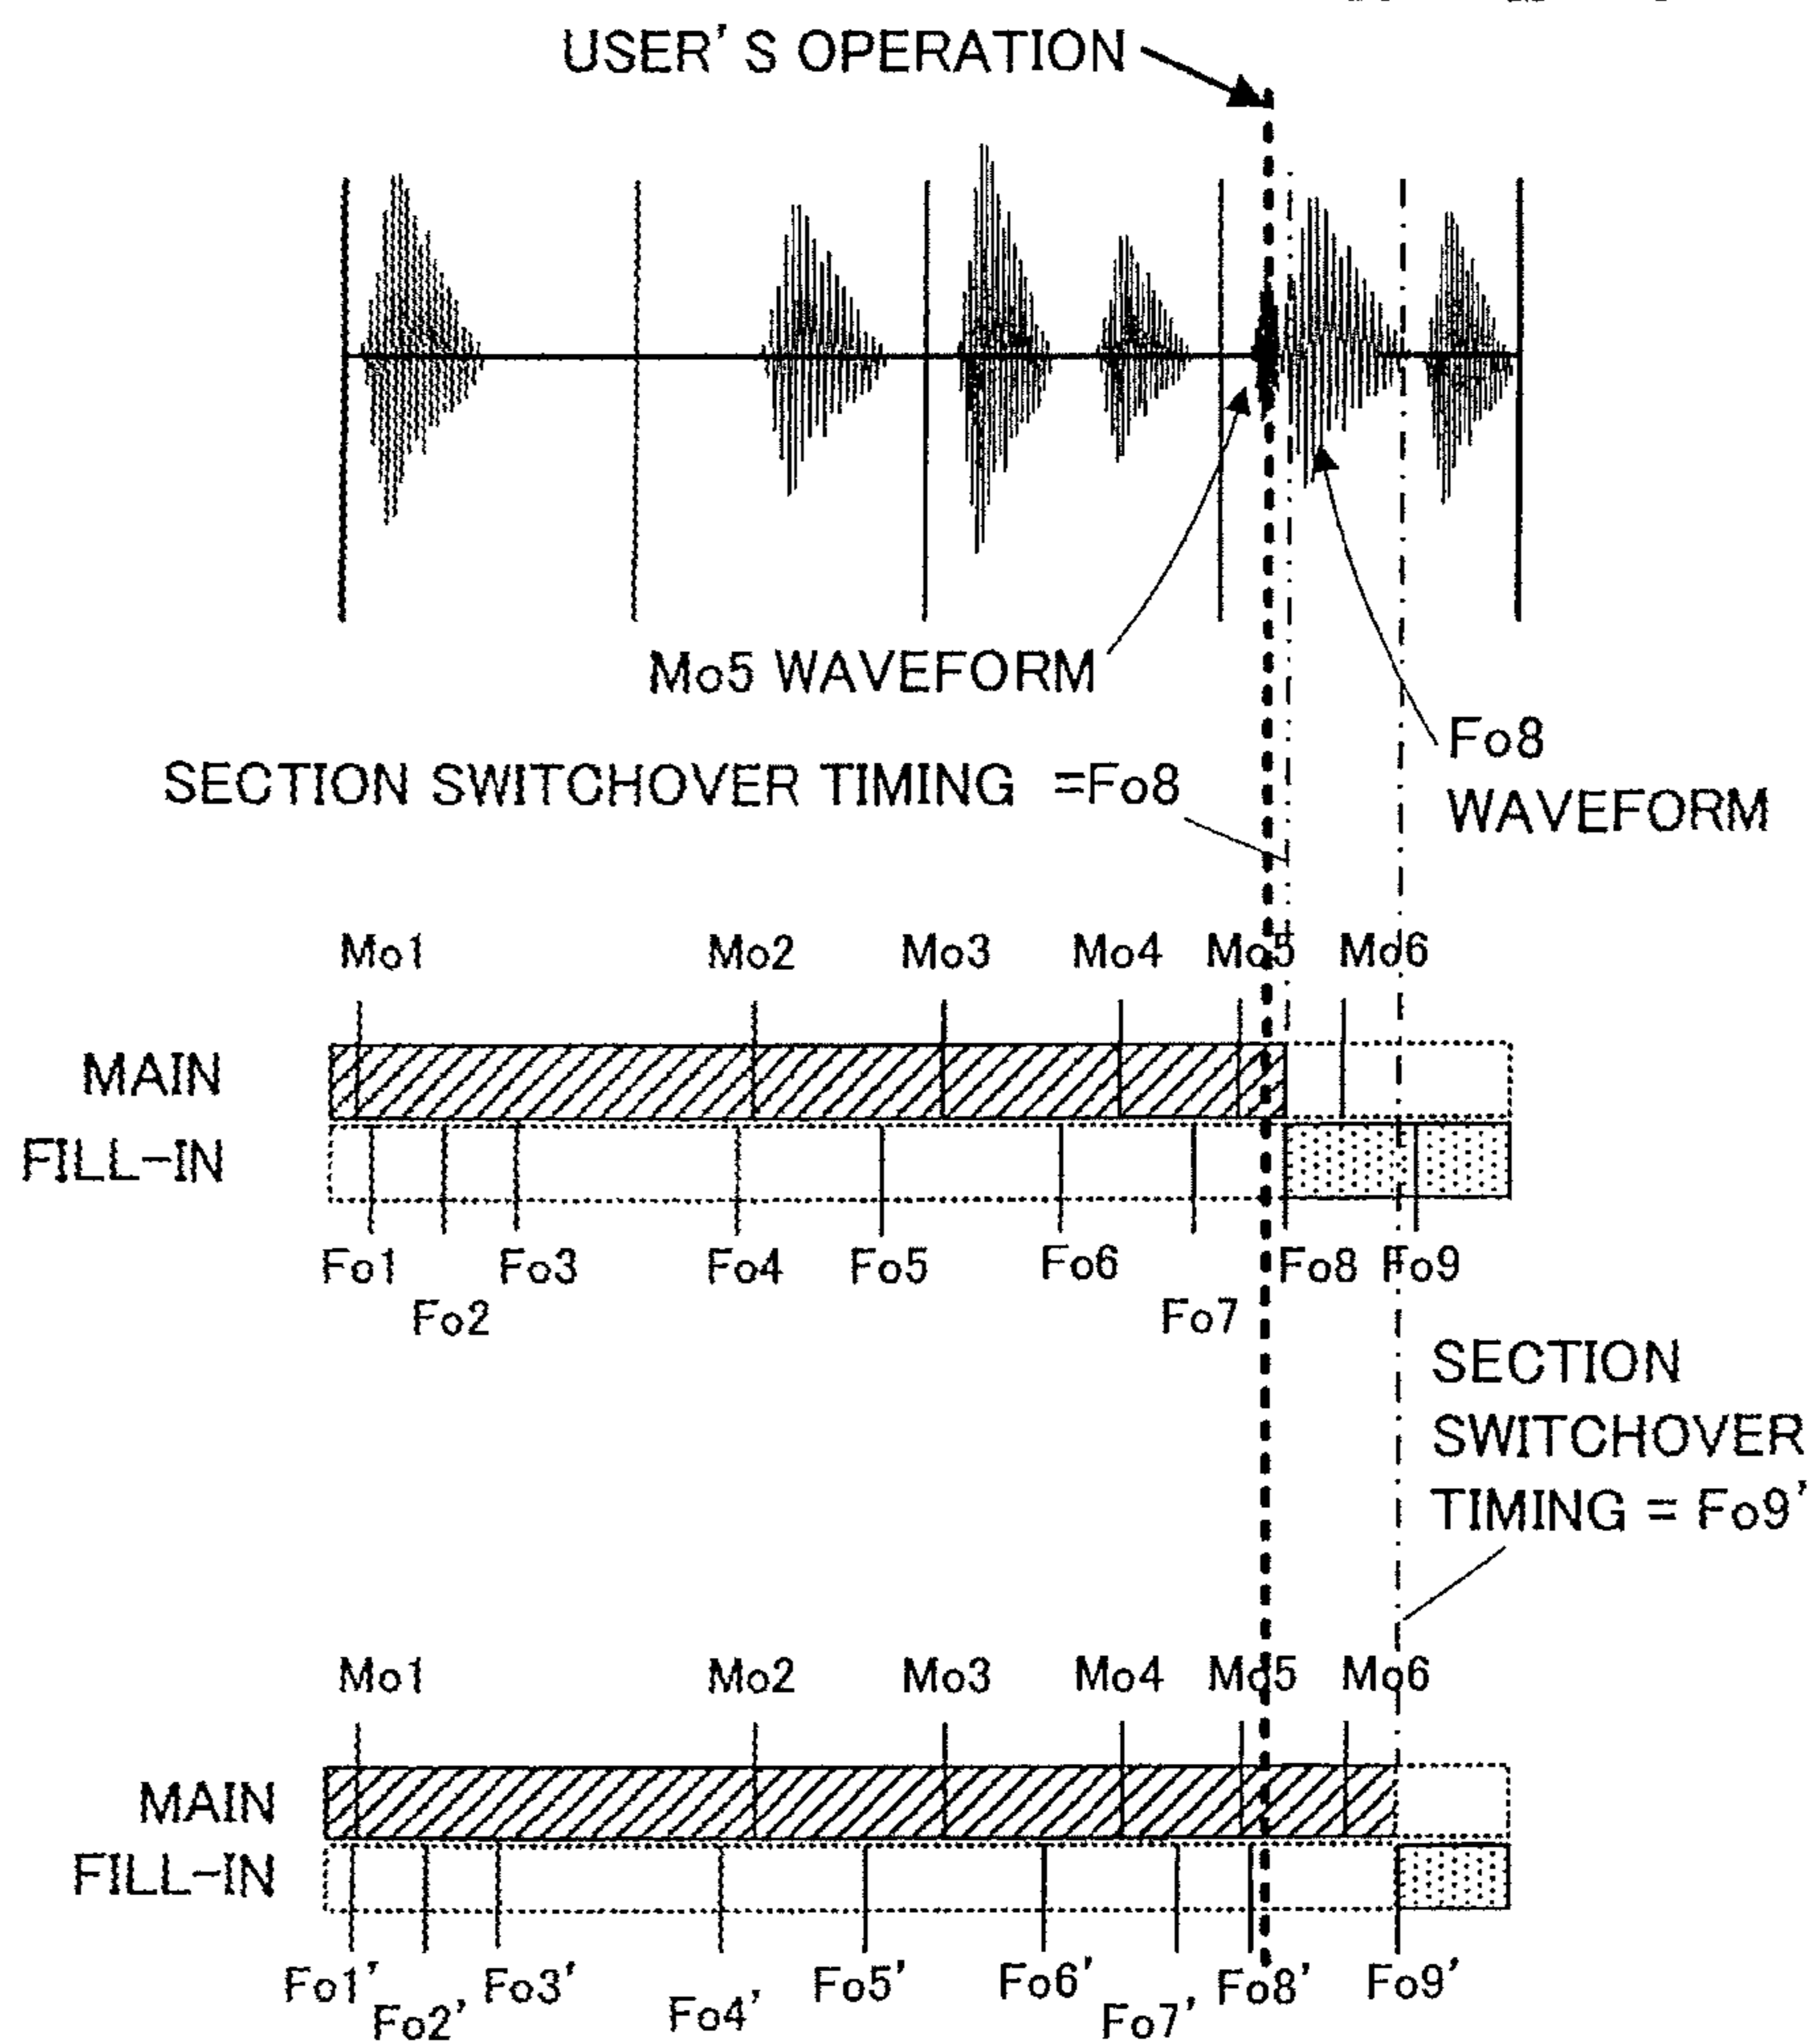 USER'S OPERATION
Mo5 WAVEFORM
Fo8
WAVEFORM
SECTION SWITCHOVER TIMING =Fo8
Mo1 Mo2 Mo3 Mo4 Mo5 Mo6
MAIN
FILL-IN
Fo1 Fo3 Fo4 Fo5 Fo6 Fo8 Fo9
Fo2 Fo7
SECTION
SWITCHOVER
TIMING = Fo9'
Mo1 Mo2 Mo3 Mo4 Mo5 Mo6
MAIN
FILL-IN
Fo1' Fo3' Fo5' Fo6' Fo8' Fo9'
Fo2' Fo4' Fo7'